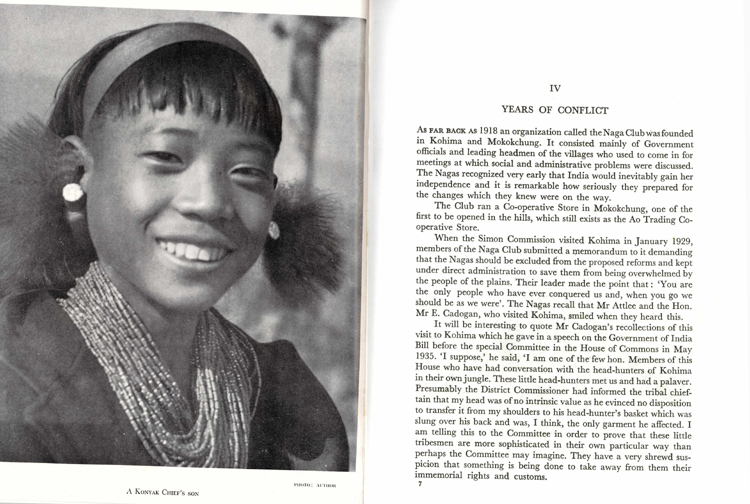 PHOTO: AUTHOR
A KONYAK CHIEF'S SON
IV
YEARS OF CONFLICT
AS FAR BACK AS 1918 an organization called the Naga Club was founded
in Kohima and Mokokchung. It consisted mainly of Government
officials and leading headmen of the villages who used to come in for
meetings at which social and administrative problems were discussed.
The Nagas recognized very early that India would inevitably gain her
independence and it is remarkable how seriously they prepared for
the changes which they knew were on the way.
The Club ran a Co-operative Store in Mokokchung, one of the
first to be opened in the hills, which still exists as the Ao Trading Co-
operative Store.
When the Simon Commission visited Kohima in January 1929,
members of the Naga Club submitted a memorandum to it demanding
that the Nagas should be excluded from the proposed reforms and kept
under direct administration to save them from being overwhelmed by
the people of the plains. Their leader made the point that: 'You are
the only people who have ever conquered us and, when you go we
should be as we were'. The Nagas recall that Mr Attlee and the Hon.
Mr E. Cadogan, who visited Kohima, smiled when they heard this.
It will be interesting to quote Mr Cadogan's recollections of this
visit to Kohima which he gave in a speech on the Government of India
Bill before the special Committee in the House of Commons in May
1935. 'I suppose,' he said, 'I am one of the few hon. Members of this
House who have had conversation with the head-hunters of Kohima
in their own jungle. These little head-hunters met us and had a palaver.
Presumably the District Commissioner had informed the tribal chief-
tain that my head was of no intrinsic value as he evinced no disposition
to transfer it from my shoulders to his head-hunter's basket which was
slung over his back and was, I think, the only garment he affected. I
am telling this to the Committee in order to prove that these little
tribesmen are more sophisticated in their own particular way than
perhaps the Committee may imagine. They have a very shrewd sus-
picion that something is being done to take away from them their
immemorial rights and customs.
7